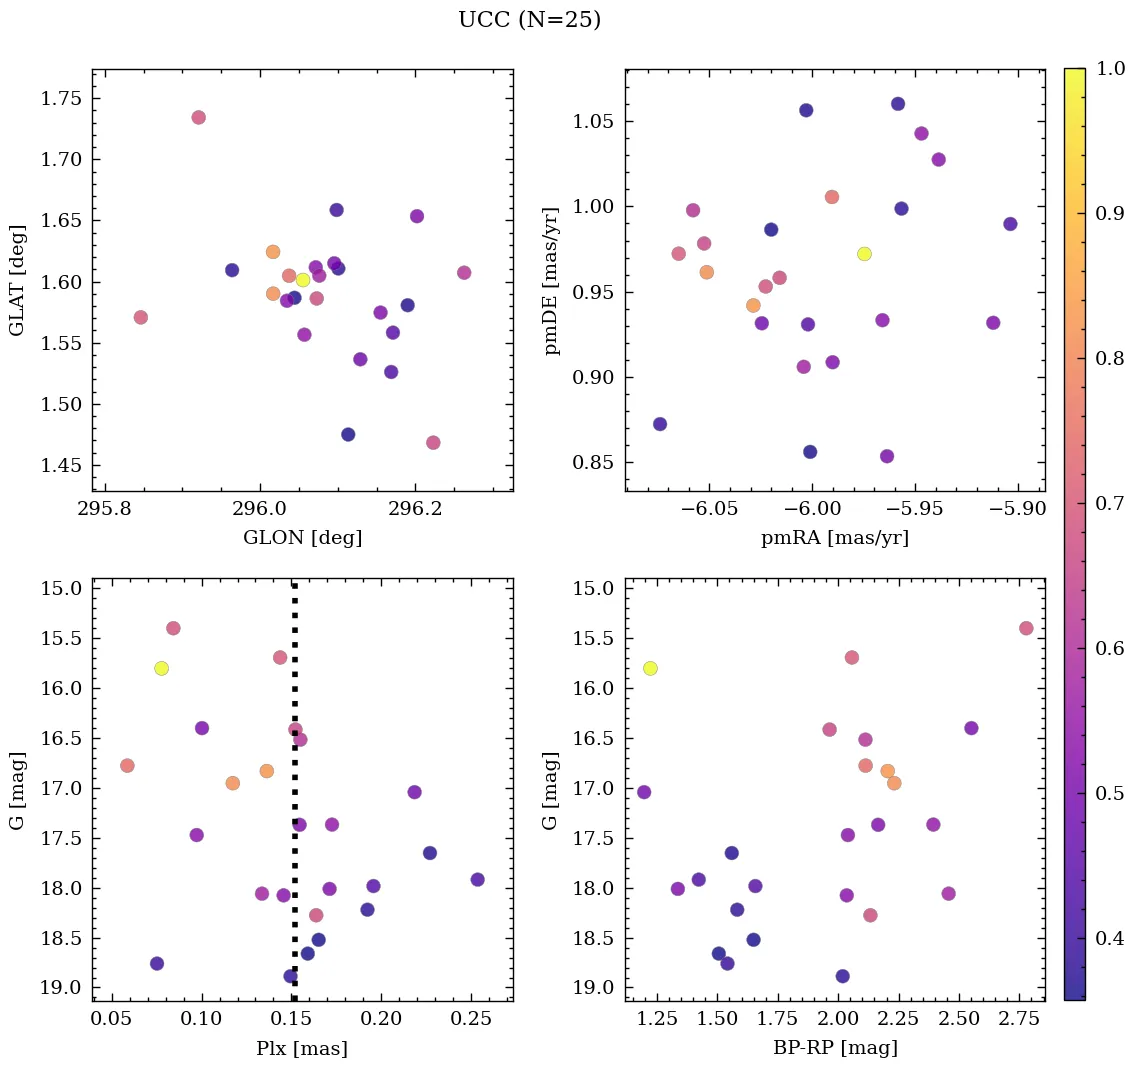 UCC (N=25)
1.75
1.70
1.65
1.60
1.55
1.50
1.45
GLAT [deg]
295.8 296.0 296.2
GLON [deg]
1.05
1.00
0.95
0.90
0.85
pmDE [mas/yr]
−6.05 −6.00 −5.95 −5.90
pmRA [mas/yr]
15.0
15.5
16.0
16.5
17.0
17.5
18.0
18.5
19.0
G [mag]
0.05 0.10 0.15 0.20 0.25
Plx [mas]
15.0
15.5
16.0
16.5
17.0
17.5
18.0
18.5
19.0
G [mag]
1.25 1.50 1.75 2.00 2.25 2.50 2.75
BP-RP [mag]
1.0
0.9
0.8
0.7
0.6
0.5
0.4